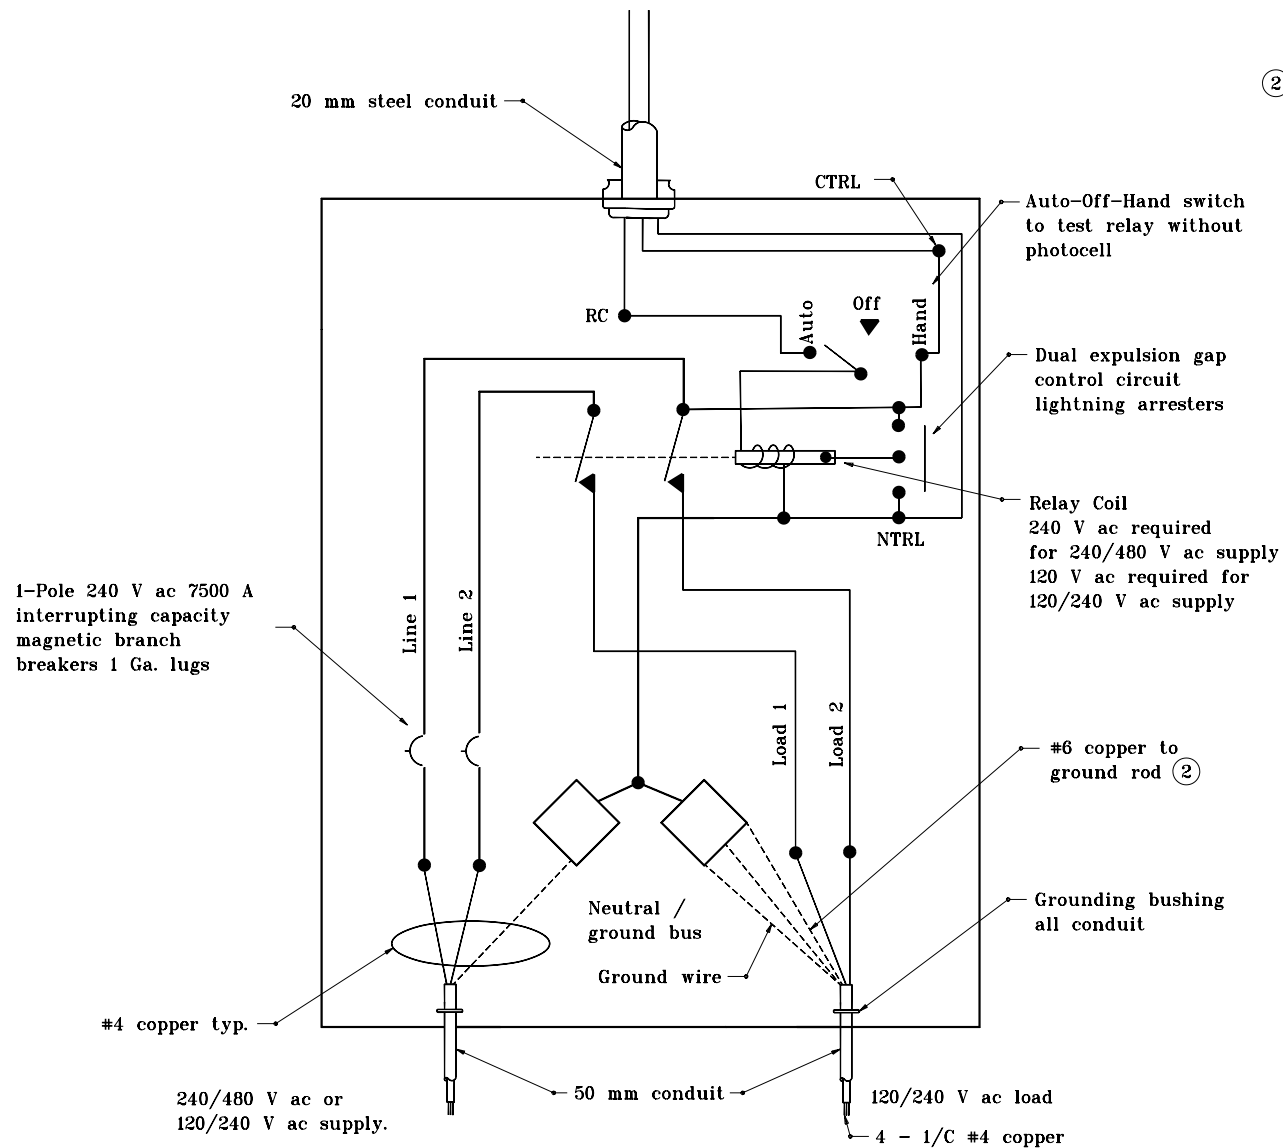 2
20 mm steel conduit
CTRL
Auto-Off-Hand switch
to test relay without
photocell
RC
Auto
Off
Hand
Dual expulsion gap
control circuit
lightning arresters
Relay Coil
240 V ac required
for 240/480 V ac supply
120 V ac required for
120/240 V ac supply
NTRL
1-Pole 240 V ac 7500 A
interrupting capacity
magnetic branch
breakers 1 Ga. lugs
Line 1
Line 2
Load 1
Load 2
#6 copper to
ground rod 2
Neutral /
ground bus
Ground wire
Grounding bushing
all conduit
#4 copper typ.
50 mm conduit
240/480 V ac or
120/240 V ac supply.
120/240 V ac load
4 - 1/C #4 copper